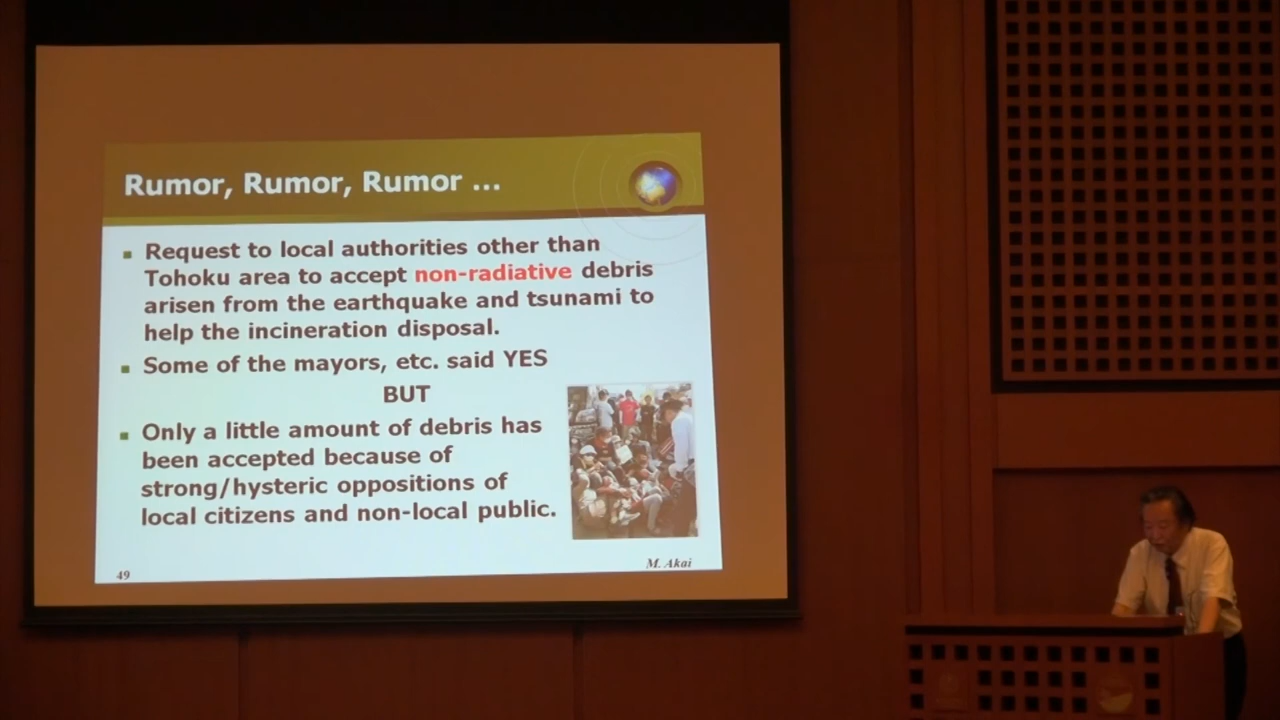 Rumor, Rumor, Rumor ...
Request to local authorities other than
Tohoku area to accept non-radiative debris
arisen from the earthquake and tsunami to
help the incineration disposal.
Some of the mayors, etc. said YES
BUT
Only a little amount of debris has
been accepted because of
strong/hysteric oppositions of
local citizens and non-local public.
49
M. Akai